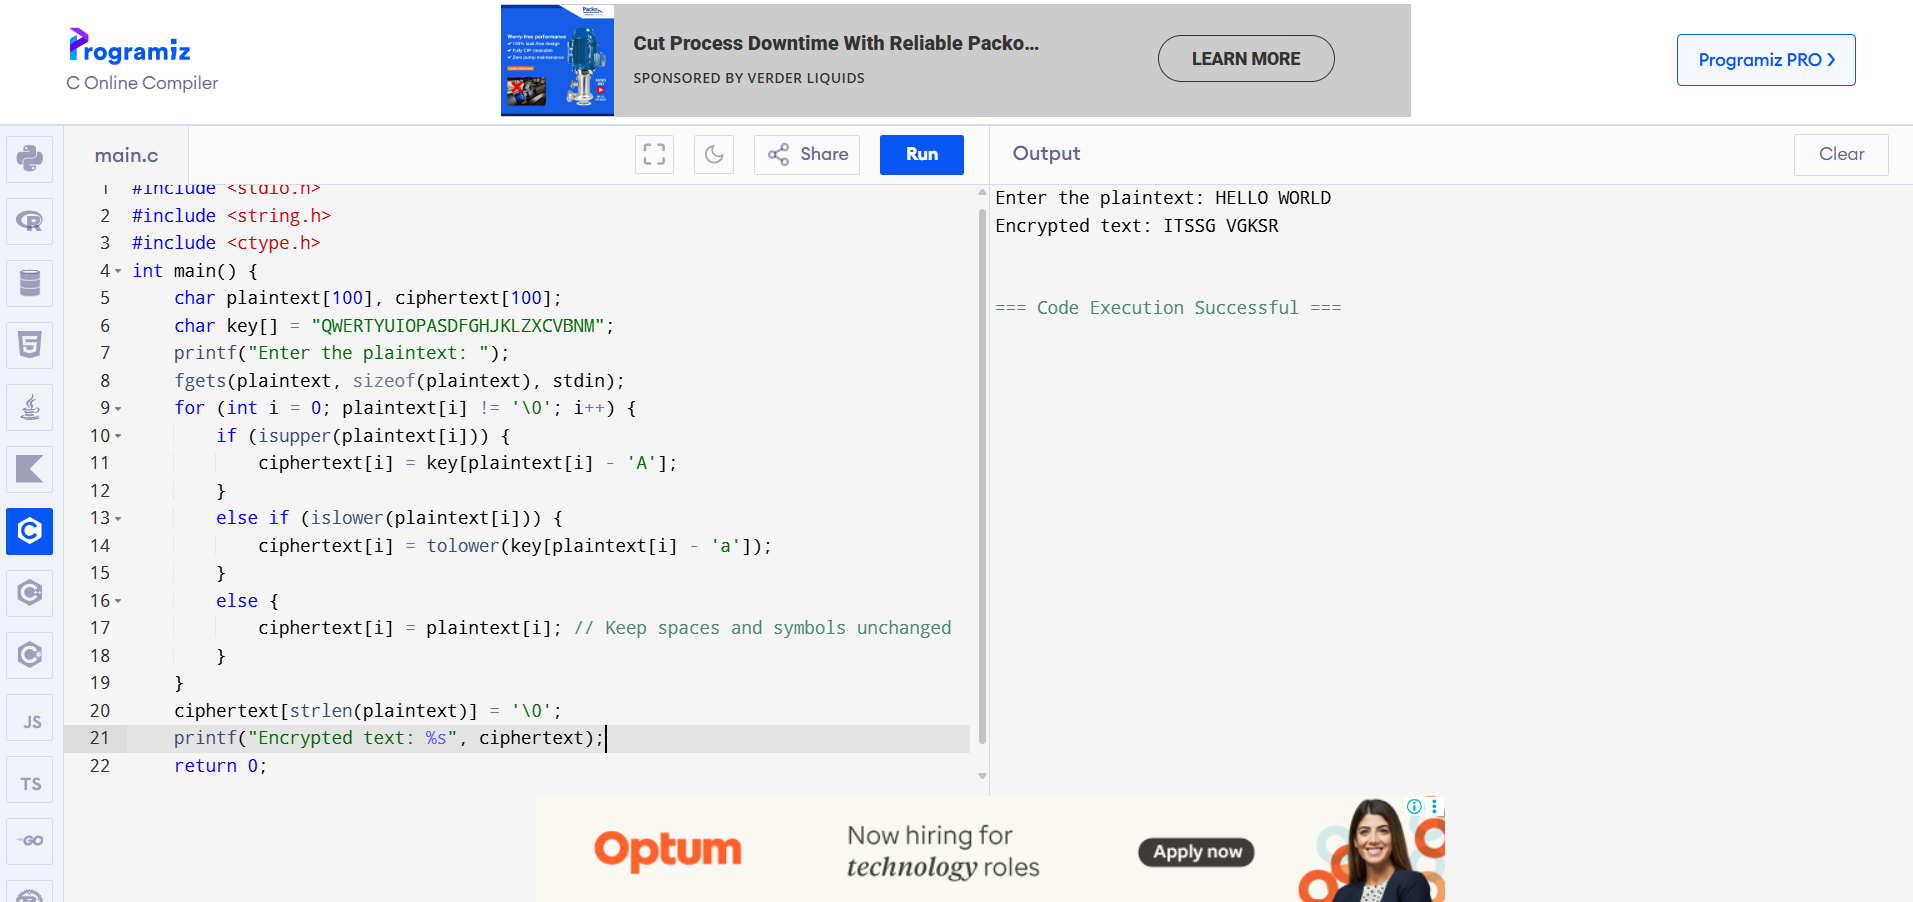 Programiz
C Online Compiler
Packo
Worry-free performance
Cut Process Downtime With Reliable Packo...
SPONSORED BY VERDER LIQUIDS
LEARN MORE
Programiz PRO
main.c
Share
Run
Output
Clear
1 #include <stdio.h>
2 #include <string.h>
3 #include <ctype.h>
4 int main() {
5     char plaintext[100], ciphertext[100];
6     char key[] = "QWERTYUIOPASDFGHJKLZXCVBNM";
7     printf("Enter the plaintext: ");
8     fgets(plaintext, sizeof(plaintext), stdin);
9     for (int i = 0; plaintext[i] != '\0'; i++) {
10         if (isupper(plaintext[i])) {
11             ciphertext[i] = key[plaintext[i] - 'A'];
12         }
13         else if (islower(plaintext[i])) {
14             ciphertext[i] = tolower(key[plaintext[i] - 'a']);
15         }
16         else {
17             ciphertext[i] = plaintext[i]; // Keep spaces and symbols unchanged
18         }
19     }
20     ciphertext[strlen(plaintext)] = '\0';
21     printf("Encrypted text: %s", ciphertext);
22     return 0;
Enter the plaintext: HELLO WORLD
Encrypted text: ITSSG VGKSR
=== Code Execution Successful ===
JS
TS
GO
Optum
Now hiring for
technology roles
Apply now